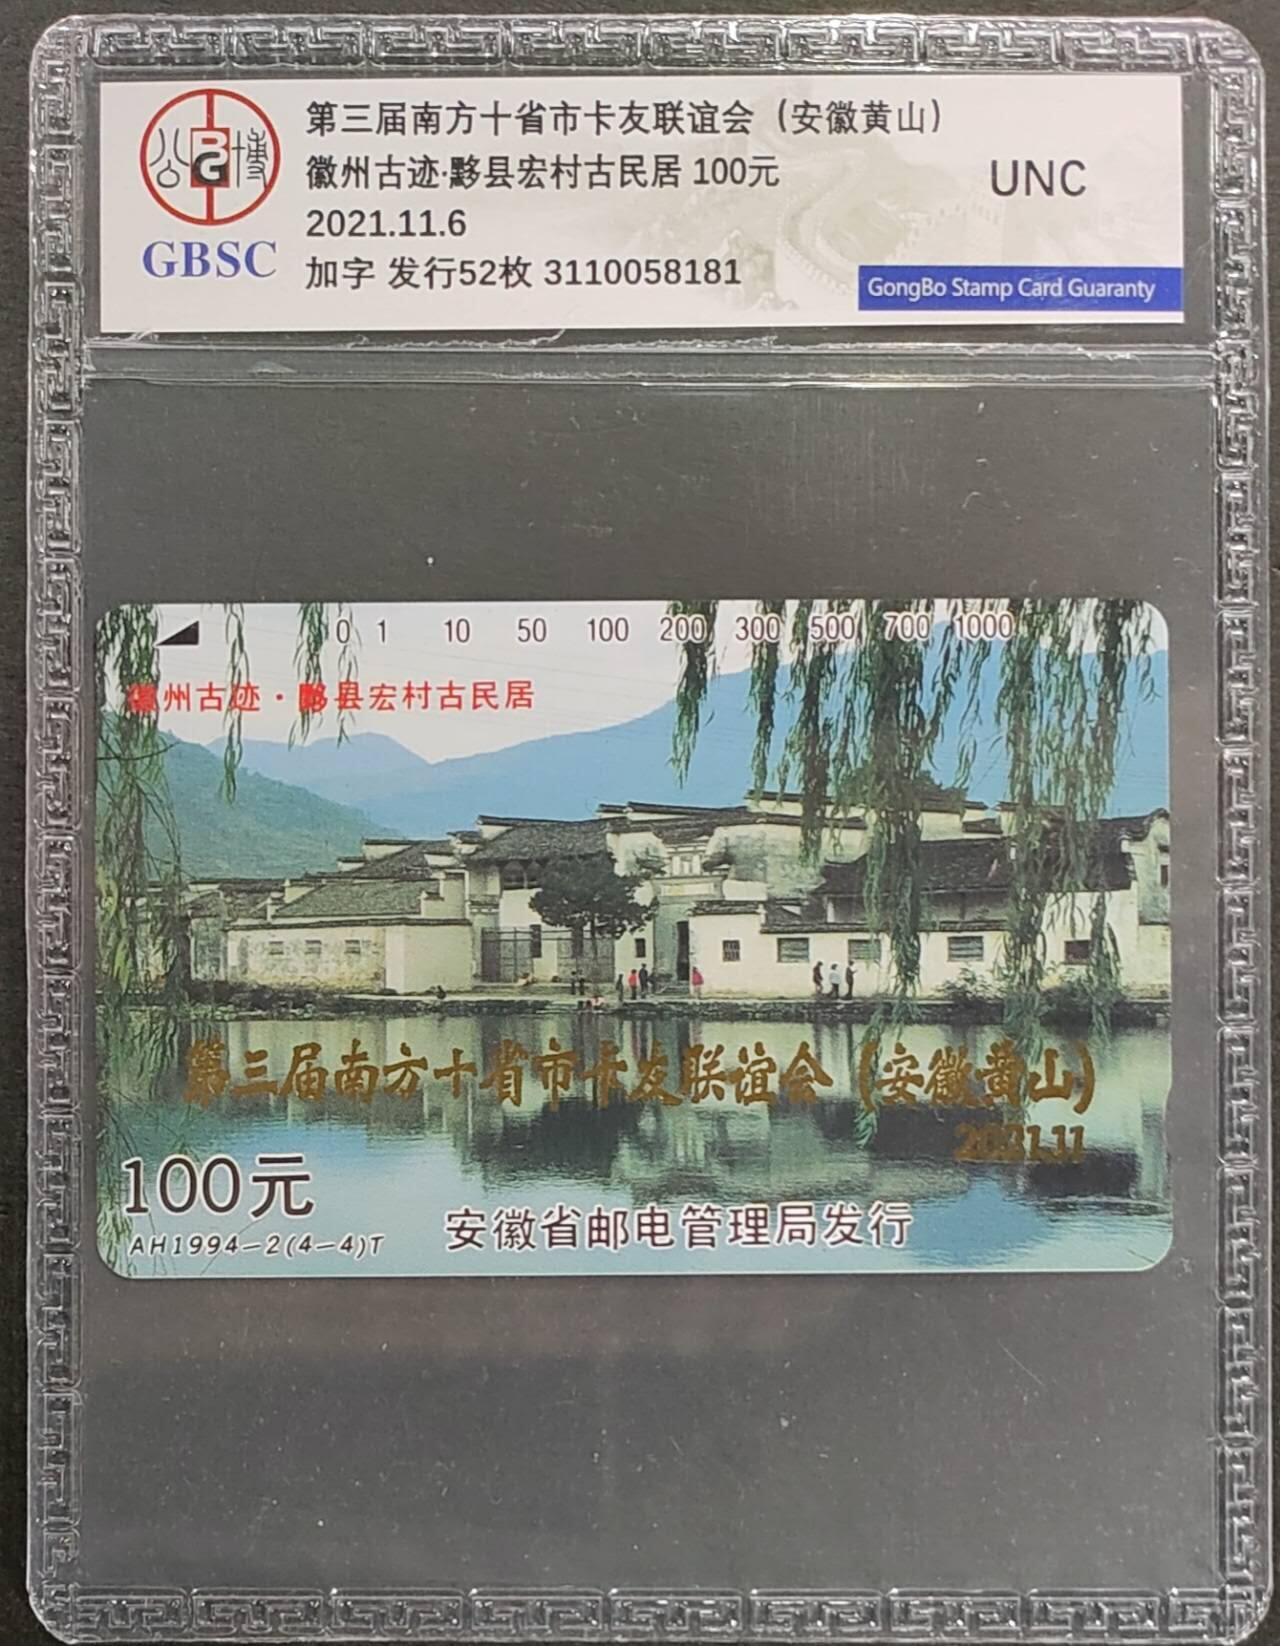 公 博
BG
GBSC
第三届南方十省市卡友联谊会（安徽黄山）
徽州古迹·黟县宏村古民居 100元
2021.11.6
加字 发行52枚 3110058181
UNC
GongBo Stamp Card Guaranty
0 1 10 50 100 200 300 500 700 1000
徽州古迹·黟县宏村古民居
第三届南方十省市卡友联谊会（安徽黄山）
2021.11
100元
AH1994-2(4-4)T
安徽省邮电管理局发行